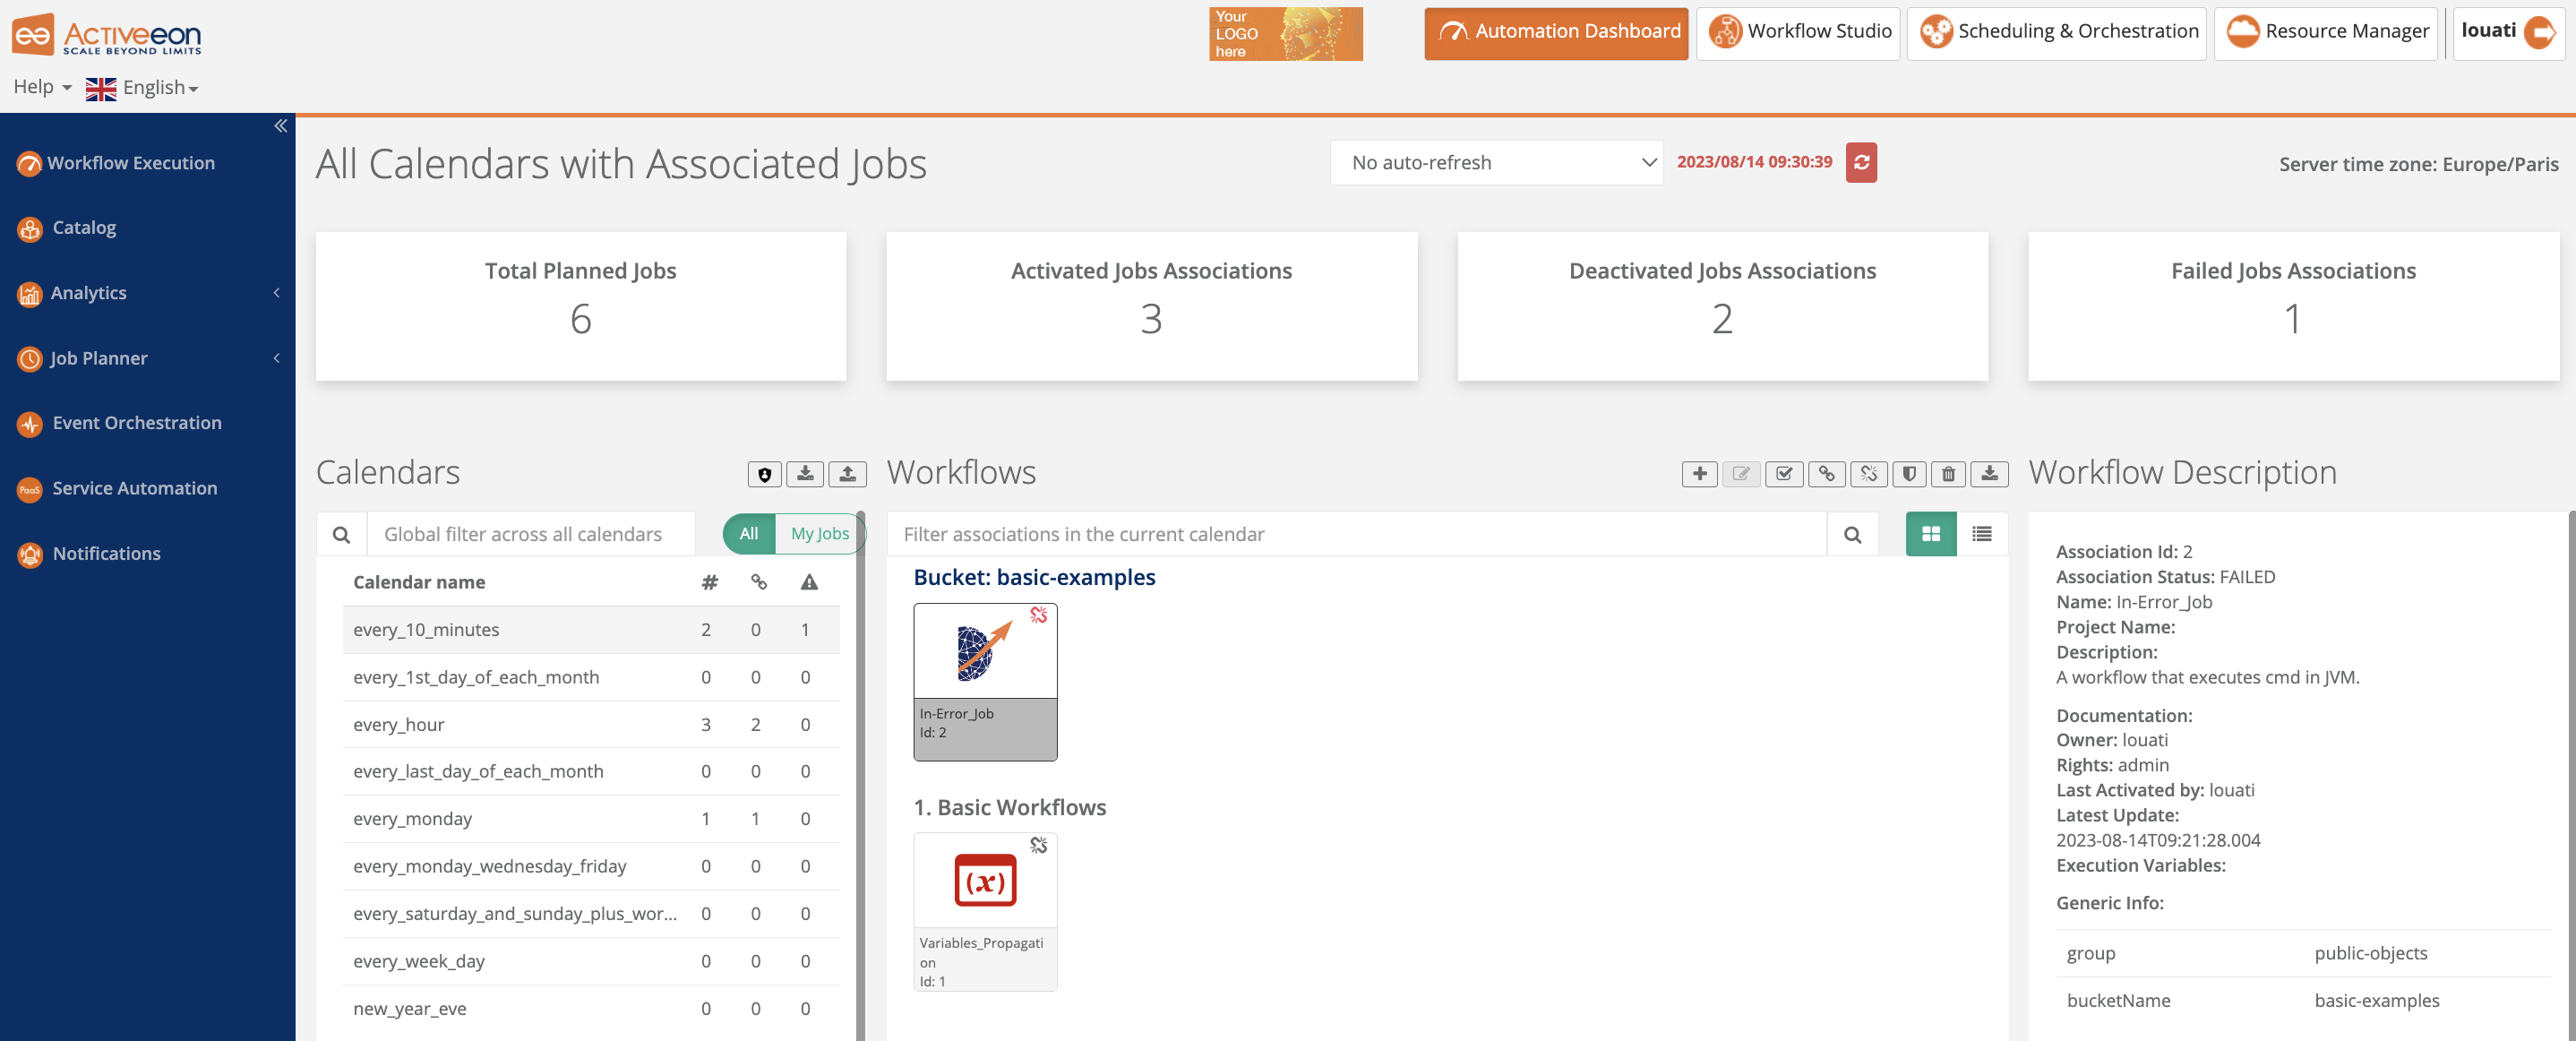 Activeeon
SCALE BEYOND LIMITS
Your
LOGO
here
Automation Dashboard
Workflow Studio
Scheduling & Orchestration
Resource Manager
louati
Help
English
Workflow Execution
Catalog
Analytics
Job Planner
Event Orchestration
PaaS
Service Automation
Notifications
All Calendars with Associated Jobs
No auto-refresh
2023/08/14 09:30:39
Server time zone: Europe/Paris
Total Planned Jobs
6
Activated Jobs Associations
3
Deactivated Jobs Associations
2
Failed Jobs Associations
1
Calendars
Global filter across all calendars
All
My Jobs
Calendar name #
every_10_minutes 2 0 1
every_1st_day_of_each_month 0 0 0
every_hour 3 2 0
every_last_day_of_each_month 0 0 0
every_monday 1 1 0
every_monday_wednesday_friday 0 0 0
every_saturday_and_sunday_plus_wor... 0 0 0
every_week_day 0 0 0
new_year_eve 0 0 0
Workflows
Filter associations in the current calendar
Bucket: basic-examples
In-Error_Job
Id: 2
1. Basic Workflows
(x)
Variables_Propagati
on
Id: 1
Workflow Description
Association Id: 2
Association Status: FAILED
Name: In-Error_Job
Project Name:
Description:
A workflow that executes cmd in JVM.
Documentation:
Owner: louati
Rights: admin
Last Activated by: louati
Latest Update:
2023-08-14T09:21:28.004
Execution Variables:
Generic Info:
group public-objects
bucketName basic-examples